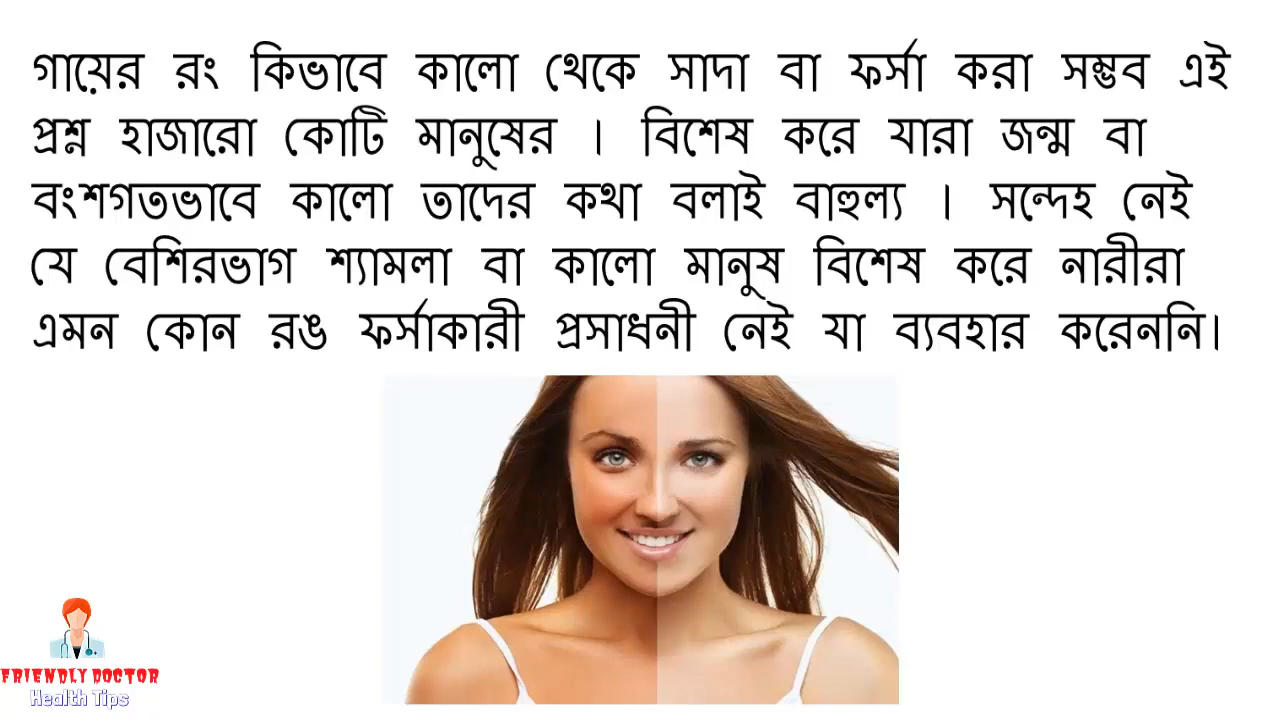 গায়ের রং কিভাবে কালো থেকে সাদা বা ফর্সা করা সম্ভব এই
প্রশ্ন হাজারো কোটি মানুষের । বিশেষ করে যারা জন্ম বা
বংশগতভাবে কালো তাদের কথা বলাই বাহুল্য । সন্দেহ নেই
যে বেশিরভাগ শ্যামলা বা কালো মানুষ বিশেষ করে নারীরা
এমন কোন রঙ ফর্সাকারী প্রসাধনী নেই যা ব্যবহার করেননি।
FRIENDLY DOCTOR
Health Tips